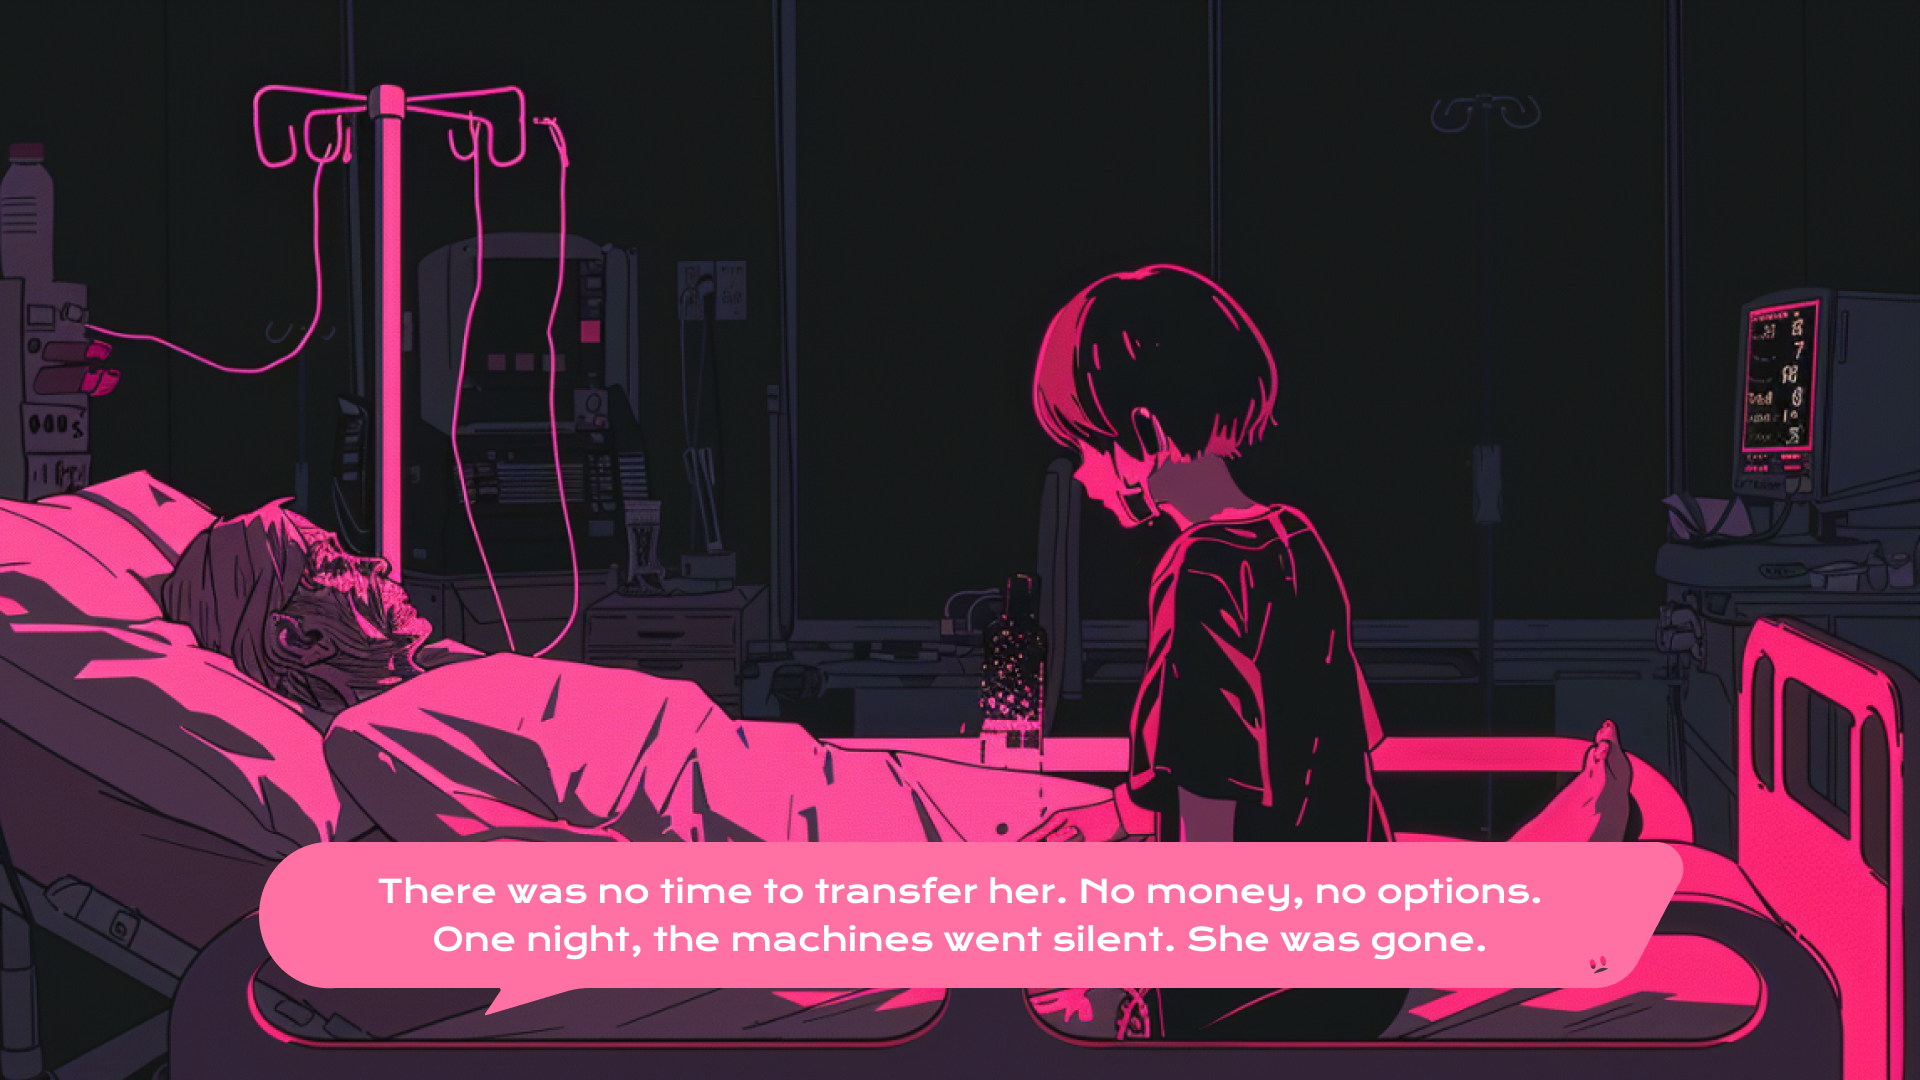 There was no time to transfer her. No money, no options.
One night, the machines went silent. She was gone.